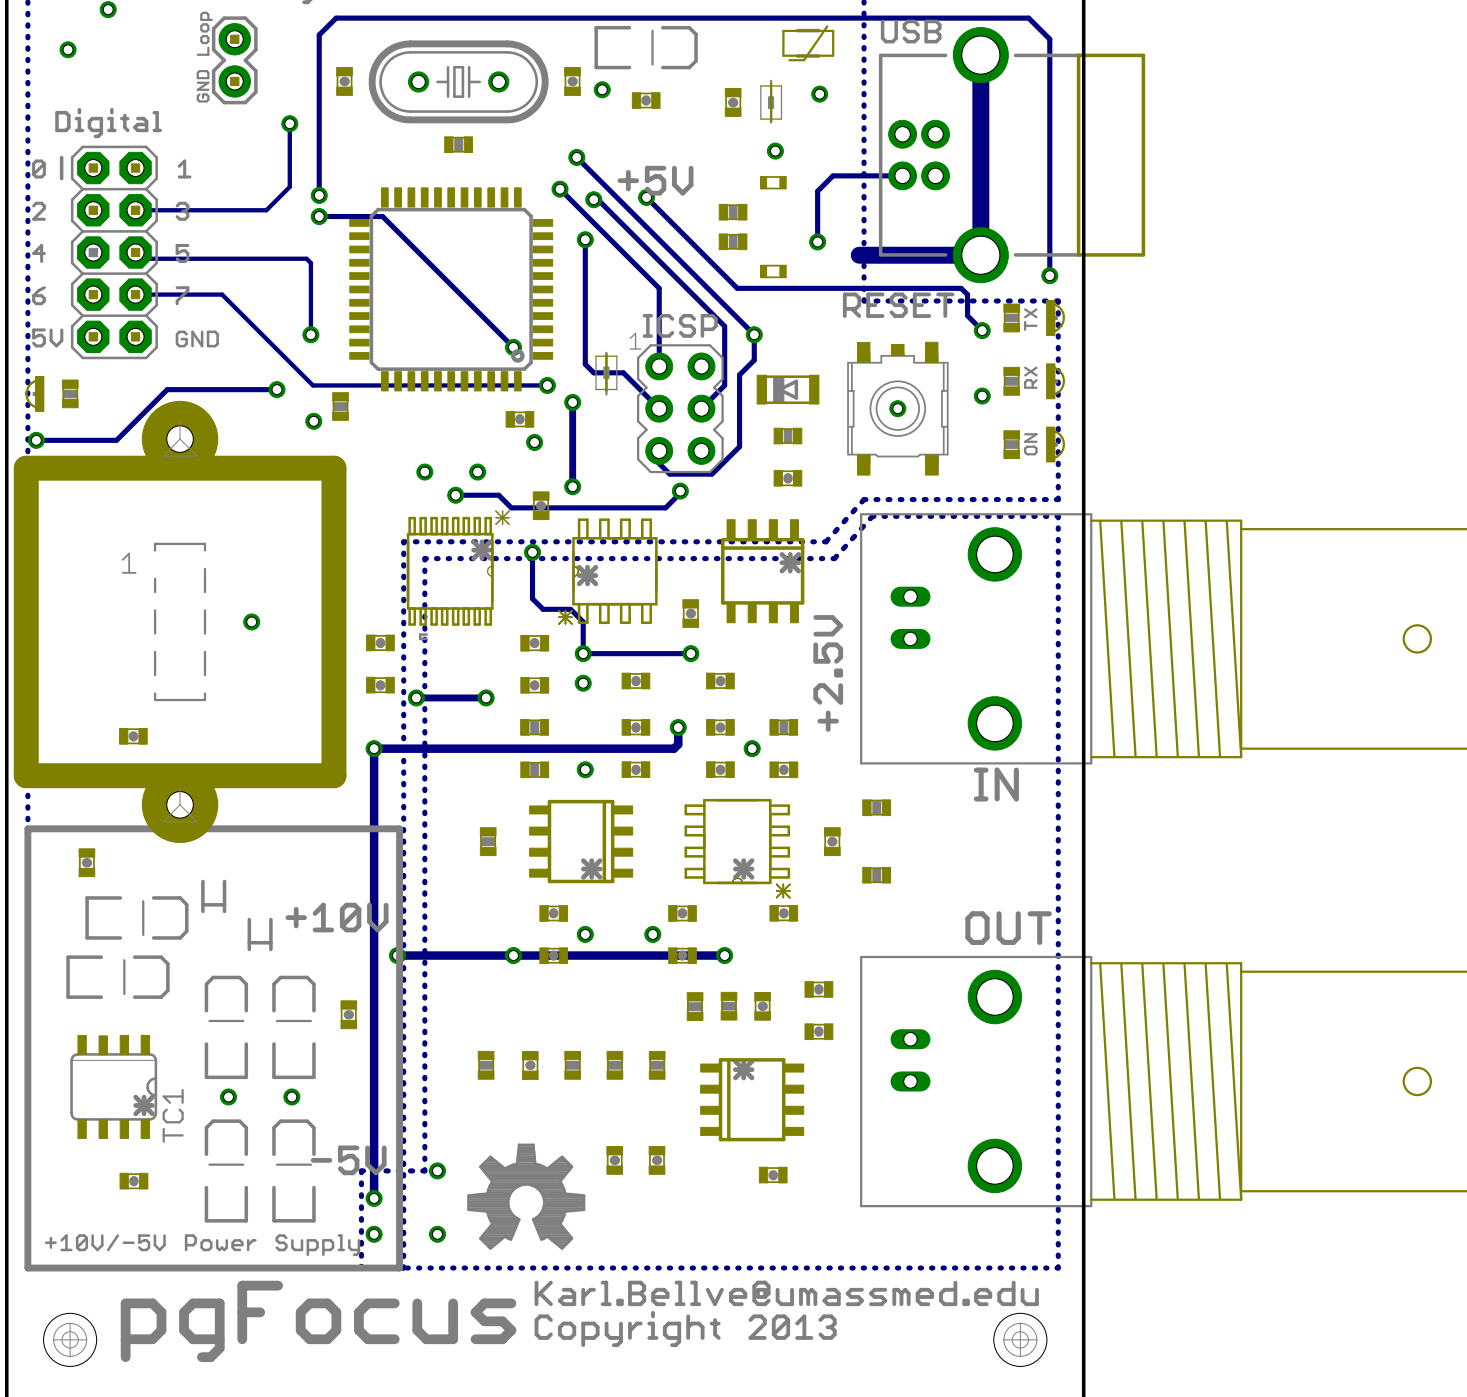 USB
GND Loop
Digital
0 1
2 3
4 5
6 7
5V GND
+5V
RESET
ICSP
1
TX
RX
ON
1
+2.5V
IN
OUT
+10V
TC1
-5V
+10V/-5V Power Supply
pgFocus
Karl.Bellve@umassmed.edu
Copyright 2013